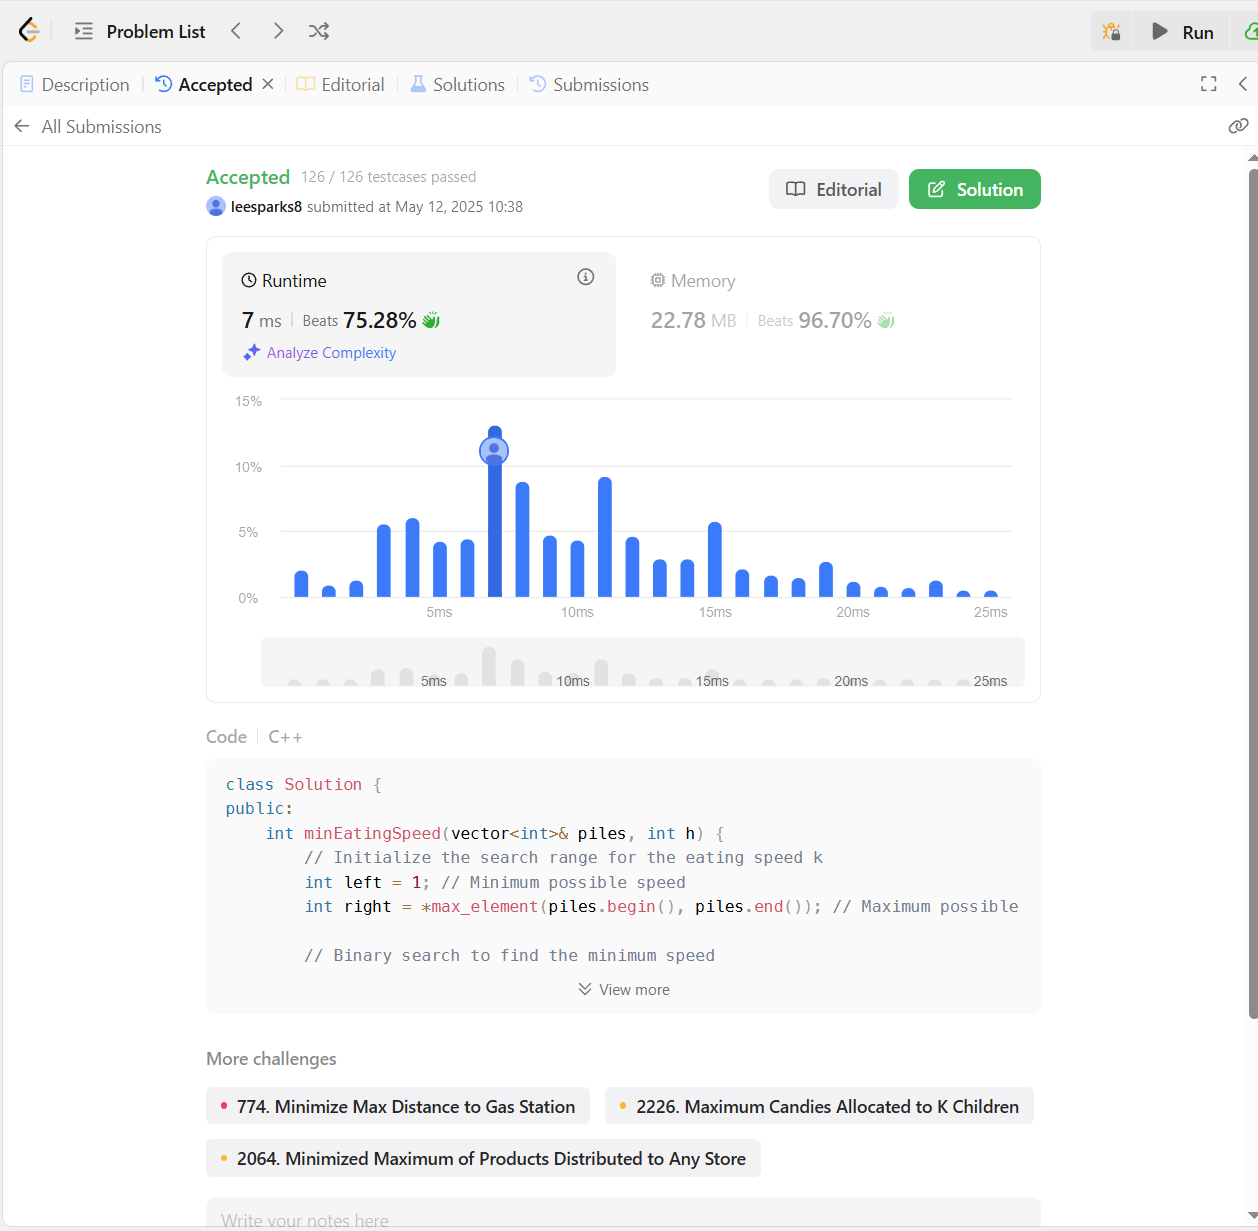 Problem List
Run
Description
Accepted
Editorial
Solutions
Submissions
All Submissions
Accepted 126 / 126 testcases passed
leesparks8 submitted at May 12, 2025 10:38
Editorial
Solution
Runtime
7 ms Beats 75.28%
Analyze Complexity
Memory
22.78 MB Beats 96.70%
15%
10%
5%
0%
5ms 10ms 15ms 20ms 25ms
5ms 10ms 15ms 20ms 25ms
Code C++
class Solution {
public:
    int minEatingSpeed(vector<int>& piles, int h) {
        // Initialize the search range for the eating speed k
        int left = 1; // Minimum possible speed
        int right = *max_element(piles.begin(), piles.end()); // Maximum possible
        // Binary search to find the minimum speed
View more
More challenges
774. Minimize Max Distance to Gas Station
2226. Maximum Candies Allocated to K Children
2064. Minimized Maximum of Products Distributed to Any Store
Write your notes here